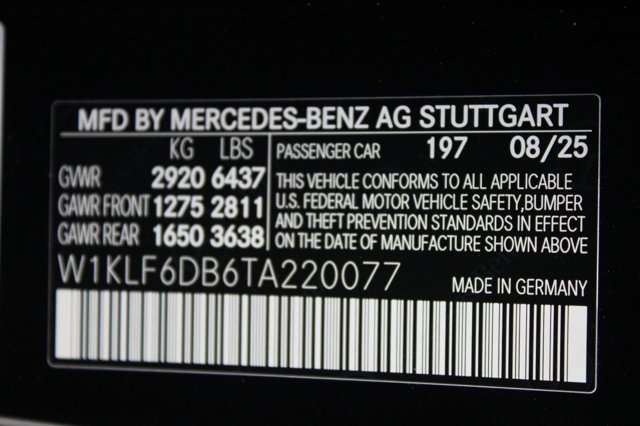 MFD BY MERCEDES-BENZ AG STUTTGART
KG LBS PASSENGER CAR 197 08/25
GVWR 2920 6437 THIS VEHICLE CONFORMS TO ALL APPLICABLE
GAWR FRONT 1275 2811 U.S. FEDERAL MOTOR VEHICLE SAFETY,BUMPER
GAWR REAR 1650 3638 AND THEFT PREVENTION STANDARDS IN EFFECT
ON THE DATE OF MANUFACTURE SHOWN ABOVE
W1KLF6DB6TA220077 MADE IN GERMANY